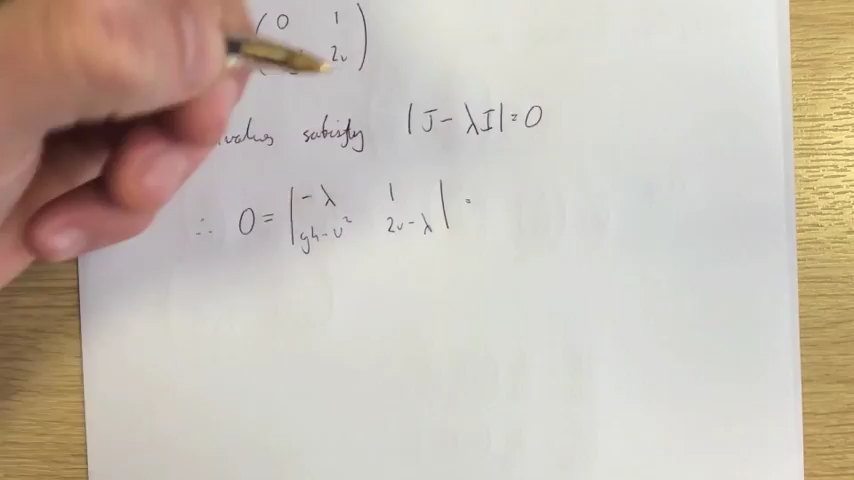 ( 0 1
2v )
values satisfy |J - λI| = 0
∴ 0 = | -λ 1
gh-v² 2v-λ | =